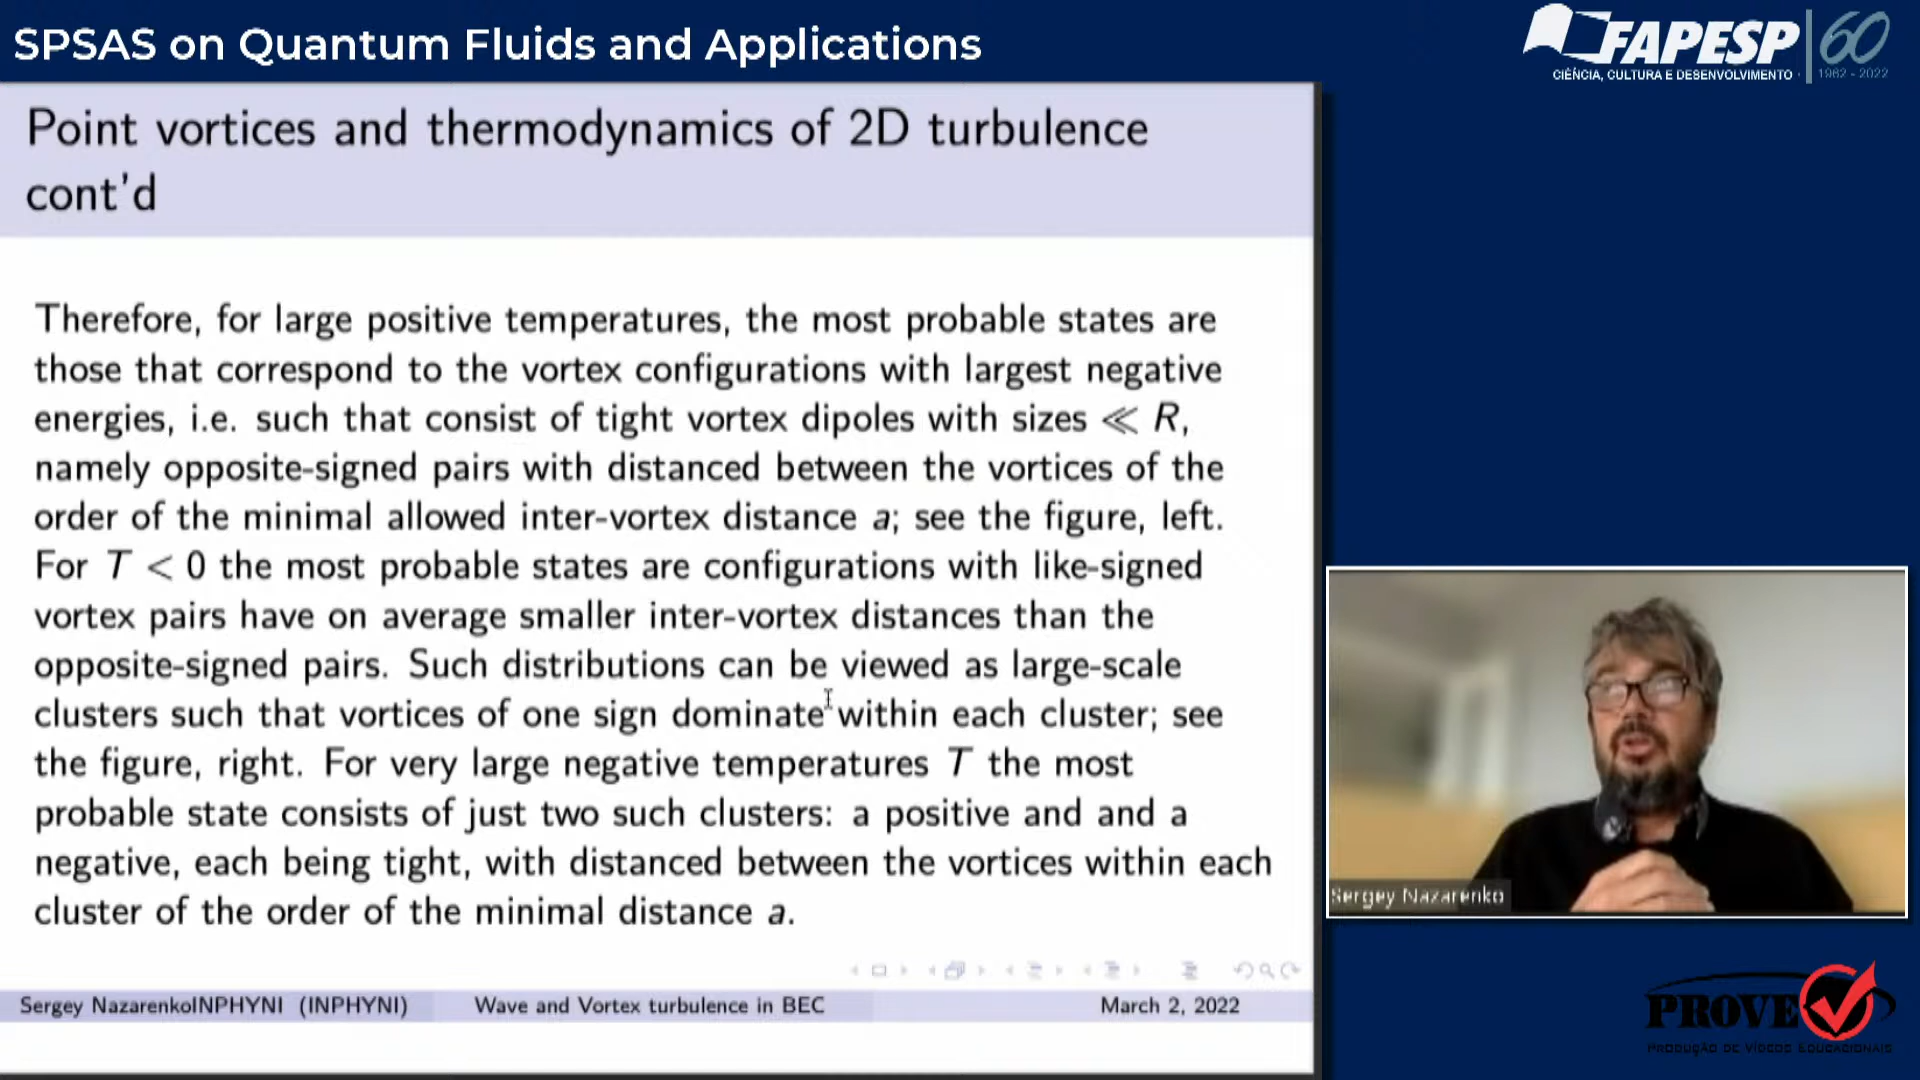 SPSAS on Quantum Fluids and Applications
FAPESP 60
CIÊNCIA, CULTURA E DESENVOLVIMENTO
1962 - 2022
Point vortices and thermodynamics of 2D turbulence
cont'd
Therefore, for large positive temperatures, the most probable states are
those that correspond to the vortex configurations with largest negative
energies, i.e. such that consist of tight vortex dipoles with sizes ≪ R,
namely opposite-signed pairs with distanced between the vortices of the
order of the minimal allowed inter-vortex distance a; see the figure, left.
For T < 0 the most probable states are configurations with like-signed
vortex pairs have on average smaller inter-vortex distances than the
opposite-signed pairs. Such distributions can be viewed as large-scale
clusters such that vortices of one sign dominate within each cluster; see
the figure, right. For very large negative temperatures T the most
probable state consists of just two such clusters: a positive and and a
negative, each being tight, with distanced between the vortices within each
cluster of the order of the minimal distance a.
Sergey NazarenkoINPHYNI (INPHYNI)
Wave and Vortex turbulence in BEC
March 2, 2022
Sergey Nazarenko
PROVE
PRODUÇÃO DE VÍDEOS EDUCACIONAIS